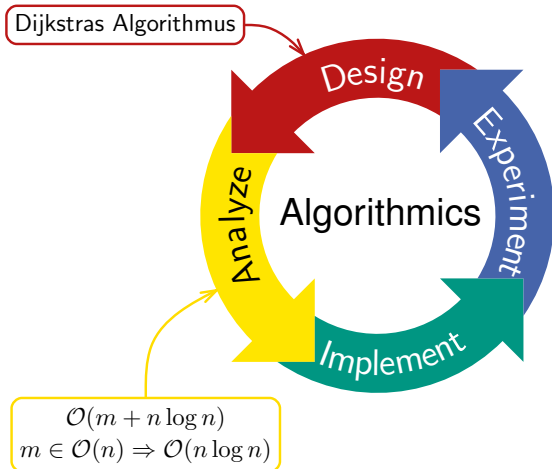 Dijkstras Algorithmus
Design
Experiment
Analyze
Algorithmics
Implement
𝒪(m + n log n)
m ∈ 𝒪(n) ⇒ 𝒪(n log n)